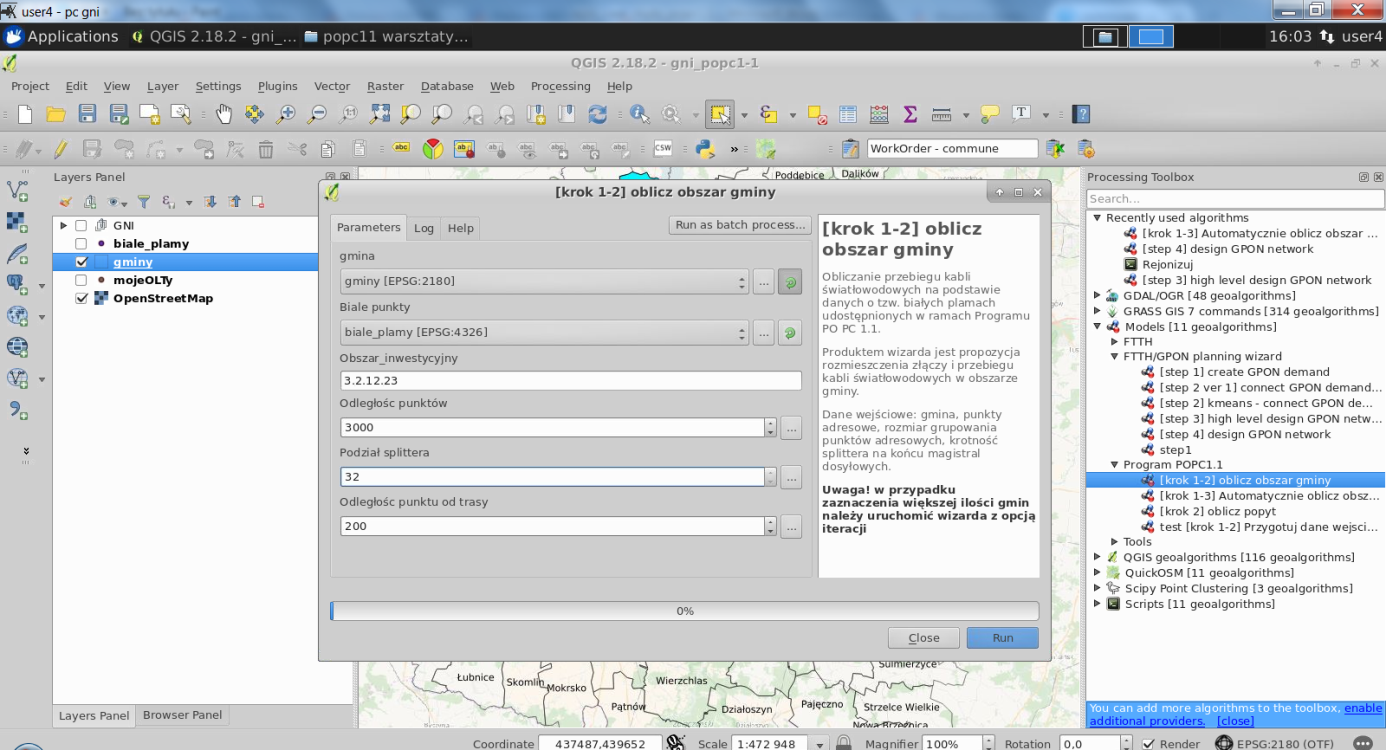 user4 - pc gni
Applications QGIS 2.18.2 - gni_... popc11 warsztaty... 16:03 user4
QGIS 2.18.2 - gni_popc1-1
Project Edit View Layer Settings Plugins Vector Raster Database Web Processing Help
abc ab CSW » WorkOrder - commune
Layers Panel
GNI
biale_plamy
gminy
mojeOLTy
OpenStreetMap
Layers Panel Browser Panel
Poddębice Dalików
[krok 1-2] oblicz obszar gminy
Parameters Log Help Run as batch process...
gmina
gminy [EPSG:2180] ...
Biale punkty
biale_plamy [EPSG:4326] ...
Obszar_inwestycyjny
3.2.12.23
Odległośc punktów
3000 ...
Podział splittera
32 ...
Odległośc punktu od trasy
200 ...
[krok 1-2] oblicz
obszar gminy
Obliczanie przebiegu kabli
światłowodowych na podstawie
danych o tzw. białych plamach
udostępnionych w ramach Programu
PO PC 1.1.
Produktem wizarda jest propozycja
rozmieszczenia złączy i przebiegu
kabli światłowodowych w obszarze
gminy.
Dane wejściowe: gmina, punkty
adresowe, rozmiar grupowania
punktów adresowych, krotność
splittera na końcu magistral
dosyłowych.
Uwaga! w przypadku
zaznaczenia większej ilości gmin
należy uruchomić wizarda z opcją
iteracji
0%
Close Run
Sulmierzyce
Łubnice Skomlin Mokrsko Wierzchlas
Pątnów Działoszyn Pajęczno Strzelce Wielkie
Nowa Brzeźnica
Processing Toolbox
Search...
Recently used algorithms
[krok 1-3] Automatycznie oblicz obszar ...
[step 4] design GPON network
Rejonizuj
[step 3] high level design GPON network
GDAL/OGR [48 geoalgorithms]
GRASS GIS 7 commands [314 geoalgorithms]
Models [11 geoalgorithms]
FTTH
FTTH/GPON planning wizard
[step 1] create GPON demand
[step 2 ver 1] connect GPON demand...
[step 2] kmeans - connect GPON de...
[step 3] high level design GPON netw...
[step 4] design GPON network
step1
Program POPC1.1
[krok 1-2] oblicz obszar gminy
[krok 1-3] Automatycznie oblicz obsz...
[krok 2] oblicz popyt
test [krok 1-2] Przygotuj dane wejsci...
Tools
QGIS geoalgorithms [116 geoalgorithms]
QuickOSM [11 geoalgorithms]
Scipy Point Clustering [3 geoalgorithms]
Scripts [11 geoalgorithms]
You can add more algorithms to the toolbox, enable
additional providers. [close]
Coordinate 437487,439652 Scale 1:472 948 Magnifier 100% Rotation 0,0 Render EPSG:2180 (OTF)